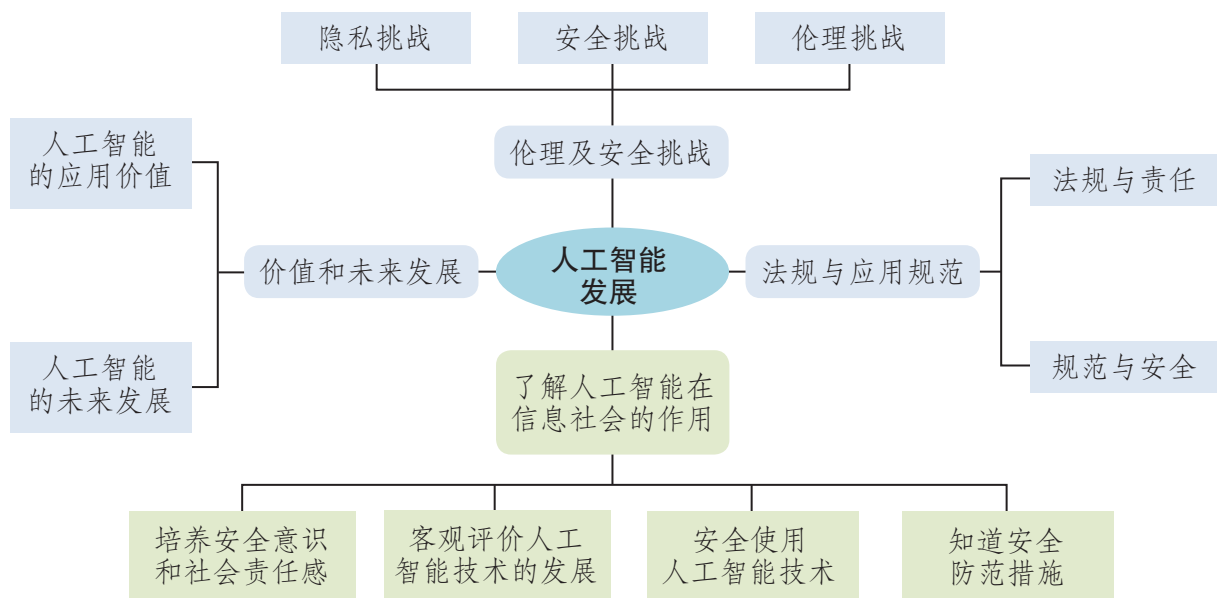 隐私挑战
安全挑战
伦理挑战
伦理及安全挑战
人工智能
的应用价值
法规与责任
价值和未来发展
人工智能
发展
法规与应用规范
人工智能
的未来发展
规范与安全
了解人工智能在
信息社会的作用
培养安全意识
和社会责任感
客观评价人工
智能技术的发展
安全使用
人工智能技术
知道安全
防范措施